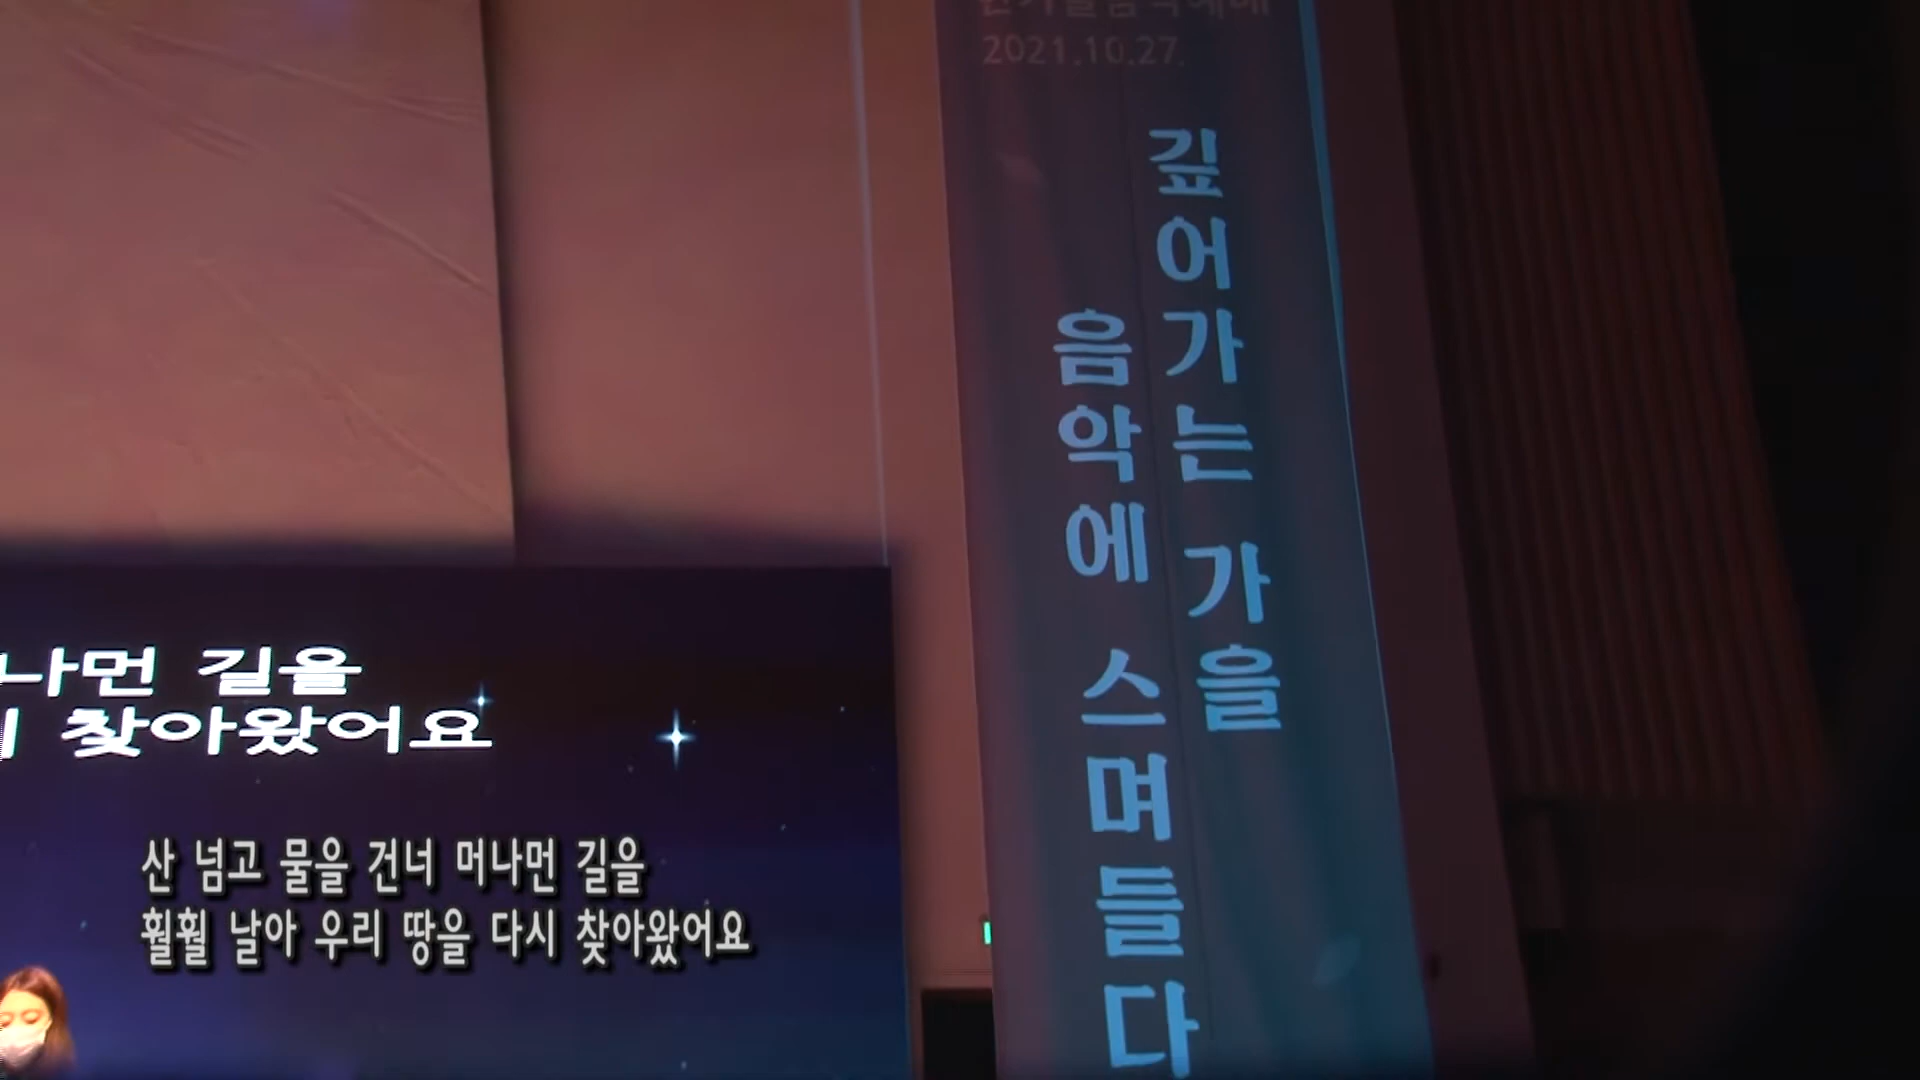 2021.10.27.
깊어가는 가을
음악에 스며들다
나먼 길을
찾아왔어요
산 넘고 물을 건너 머나먼 길을
훨훨 날아 우리 땅을 다시 찾아왔어요